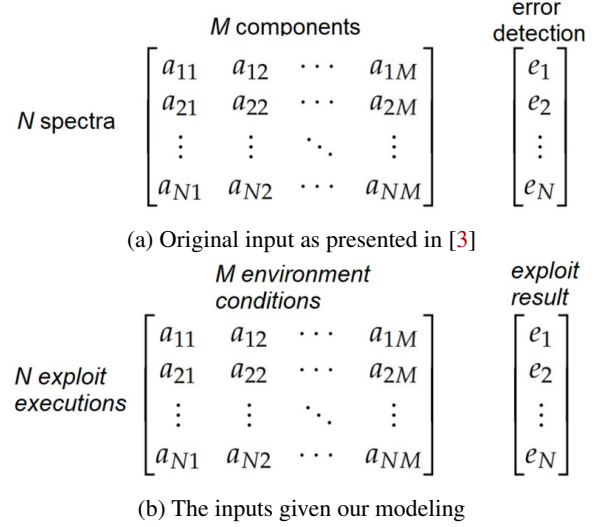 M components
error
detection
N spectra
a11 a12 ⋯ a1M
a21 a22 ⋯ a2M
⋮ ⋮ ⋱ ⋮
aN1 aN2 ⋯ aNM
e1
e2
⋮
eN
(a) Original input as presented in [3]
M environment
conditions
exploit
result
N exploit
executions
a11 a12 ⋯ a1M
a21 a22 ⋯ a2M
⋮ ⋮ ⋱ ⋮
aN1 aN2 ⋯ aNM
e1
e2
⋮
eN
(b) The inputs given our modeling